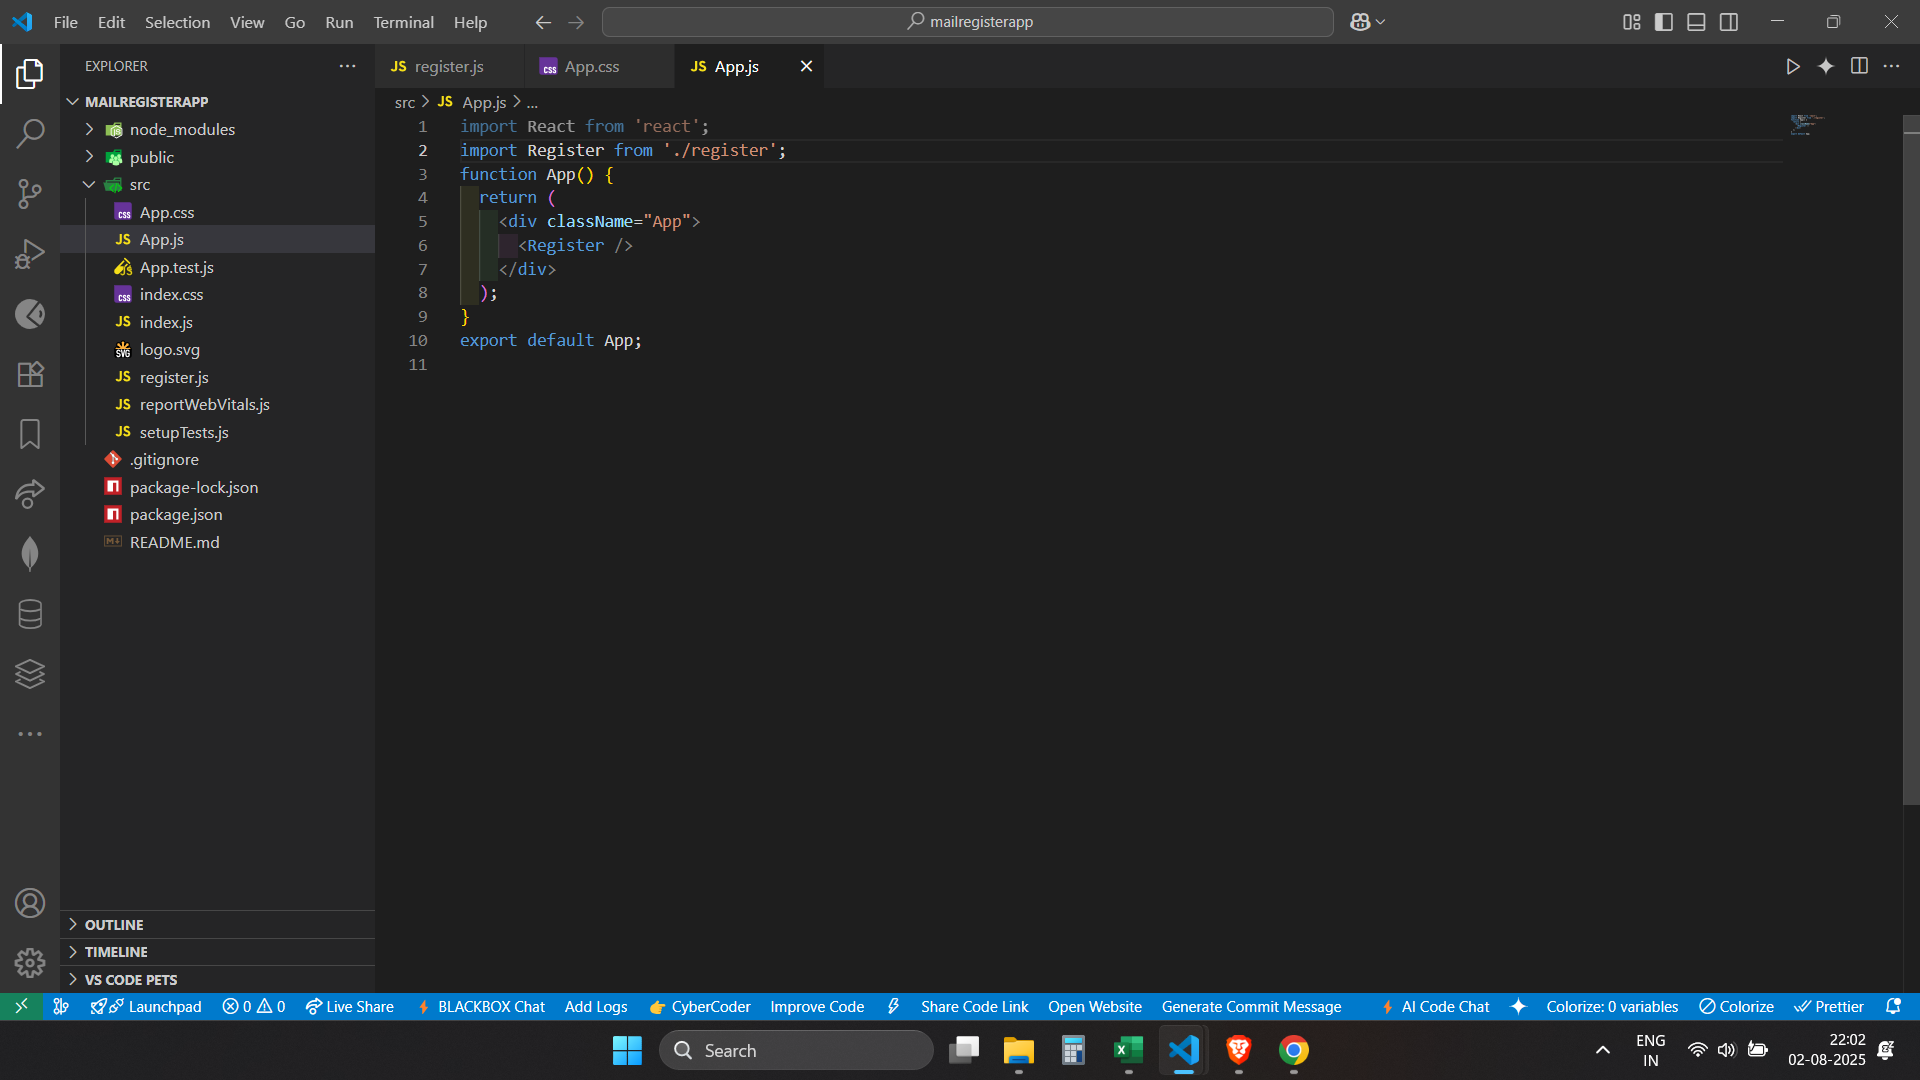 File Edit Selection View Go Run Terminal Help
mailregisterapp
EXPLORER
MAILREGISTERAPP
node_modules
public
src
App.css
App.js
App.test.js
index.css
index.js
logo.svg
register.js
reportWebVitals.js
setupTests.js
.gitignore
package-lock.json
package.json
README.md
OUTLINE
TIMELINE
VS CODE PETS
JS register.js
css App.css
JS App.js
src > JS App.js > ...
1 import React from 'react';
2 import Register from './register';
3 function App() {
4 return (
5 <div className="App">
6 <Register />
7 </div>
8 );
9 }
10 export default App;
11
Launchpad 0 0 Live Share BLACKBOX Chat Add Logs CyberCoder Improve Code Share Code Link Open Website Generate Commit Message AI Code Chat Colorize: 0 variables Colorize Prettier
Search
ENG
IN
22:02
02-08-2025